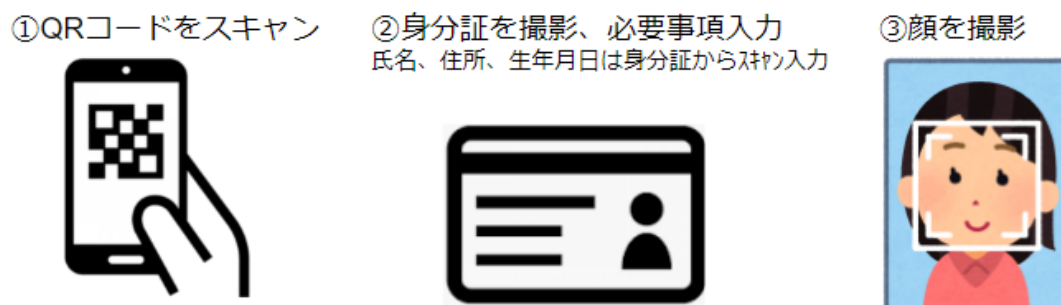 ①QRコードをスキャン
②身分証を撮影、必要事項入力
氏名、住所、生年月日は身分証からｽｷｬﾝ入力
③顔を撮影